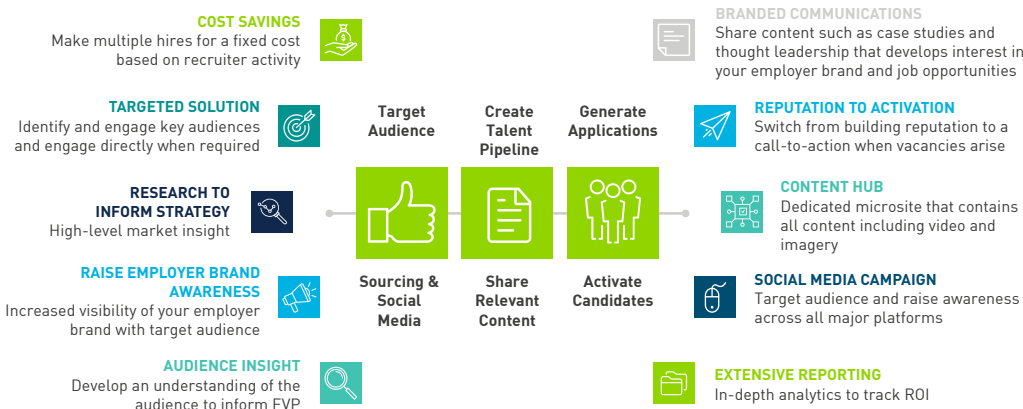 COST SAVINGS
Make multiple hires for a fixed cost
based on recruiter activity
TARGETED SOLUTION
Identify and engage key audiences
and engage directly when required
RESEARCH TO
INFORM STRATEGY
High-level market insight
RAISE EMPLOYER BRAND
AWARENESS
Increased visibility of your employer
brand with target audience
AUDIENCE INSIGHT
Develop an understanding of the
audience to inform EVP
Target
Audience
Create
Talent
Pipeline
Generate
Applications
Sourcing &
Social
Media
Share
Relevant
Content
Activate
Candidates
BRANDED COMMUNICATIONS
Share content such as case studies and
thought leadership that develops interest in
your employer brand and job opportunities
REPUTATION TO ACTIVATION
Switch from building reputation to a
call-to-action when vacancies arise
CONTENT HUB
Dedicated microsite that contains
all content including video and
imagery
SOCIAL MEDIA CAMPAIGN
Target audience and raise awareness
across all major platforms
EXTENSIVE REPORTING
In-depth analytics to track ROI